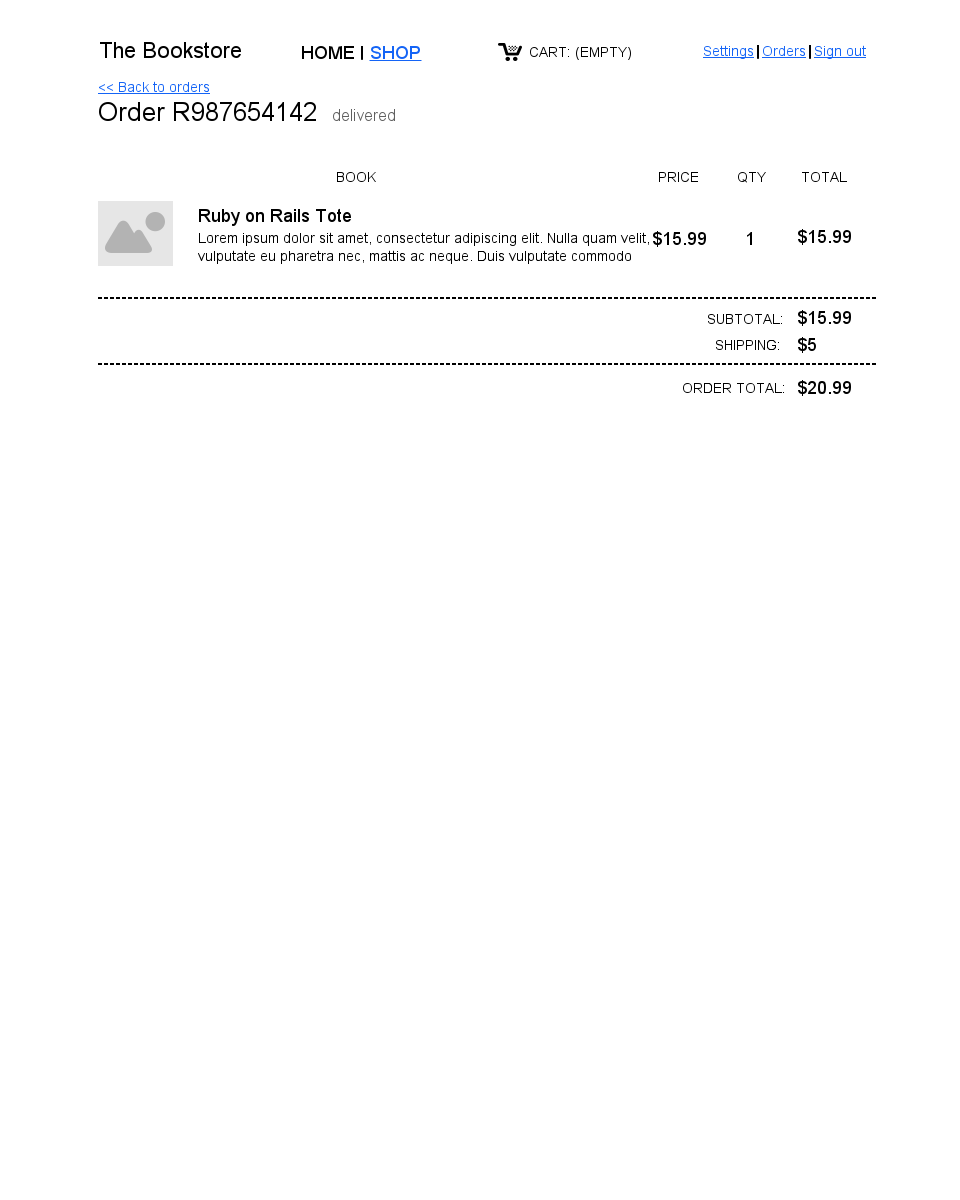 The Bookstore HOME | SHOP CART: (EMPTY) Settings | Orders | Sign out
<< Back to orders
Order R987654142 delivered
BOOK PRICE QTY TOTAL
Ruby on Rails Tote
Lorem ipsum dolor sit amet, consectetur adipiscing elit. Nulla quam velit, $15.99 1 $15.99
vulputate eu pharetra nec, mattis ac neque. Duis vulputate commodo
SUBTOTAL: $15.99
SHIPPING: $5
ORDER TOTAL: $20.99